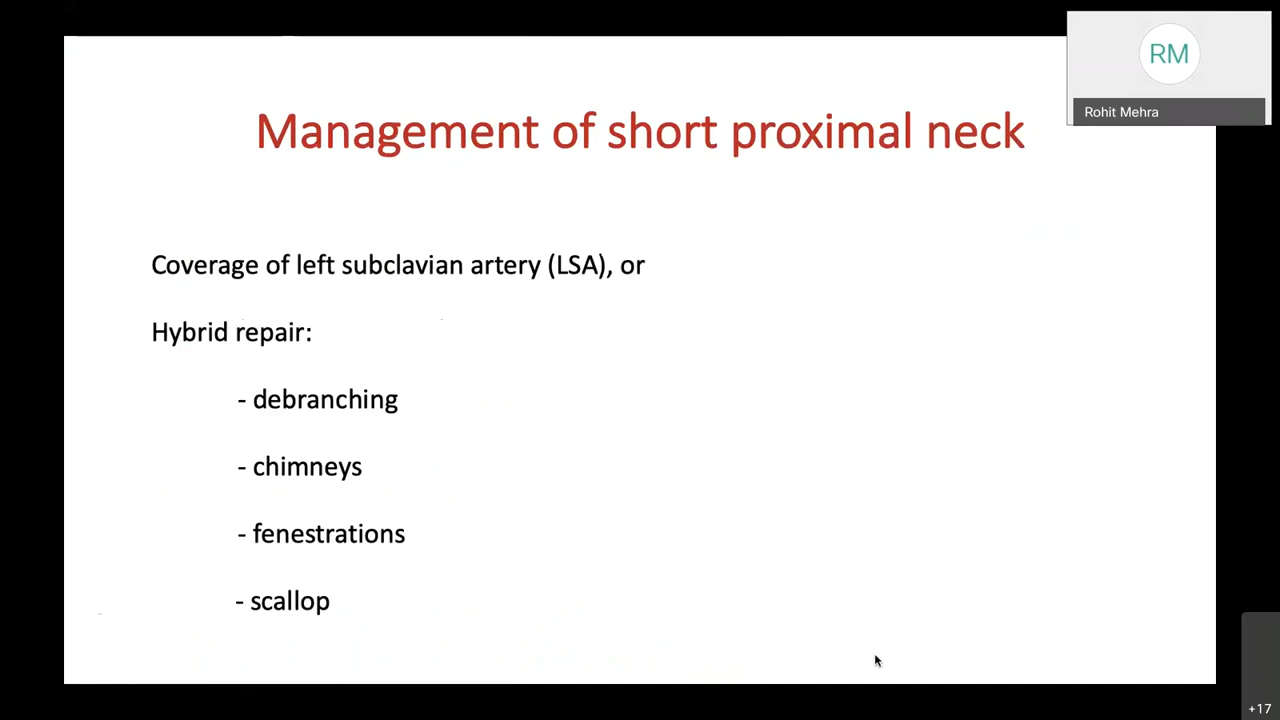 RM
Rohit Mehra
Management of short proximal neck
Coverage of left subclavian artery (LSA), or
Hybrid repair:
- debranching
- chimneys
- fenestrations
- scallop
+17